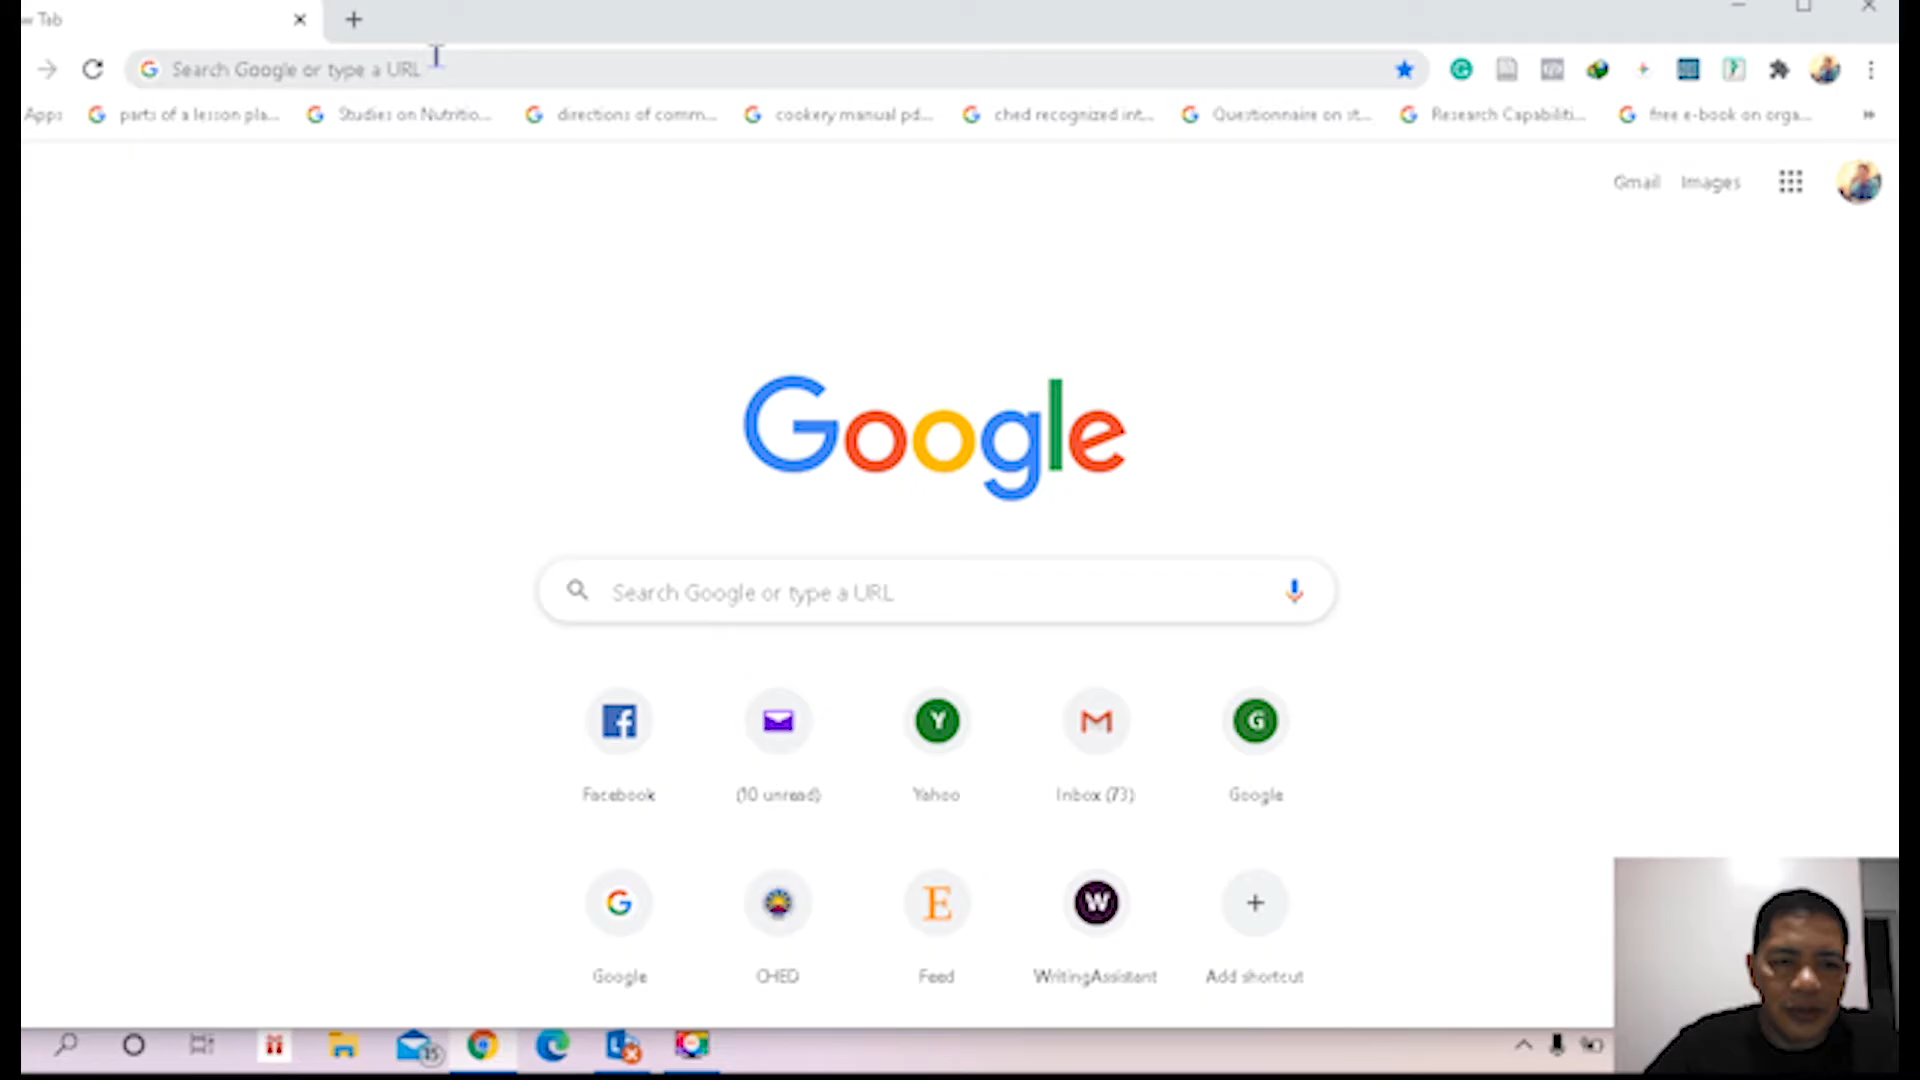 w Tab
Search Google or type a URL
Apps parts of a lesson pla... Studies on Nutritio... directions of comm... cookery manual pd... ched recognized int... Questionnaire on st... Research Capabiliti... free e-book on orga...
Gmail Images
Google
Search Google or type a URL
Facebook (10 unread) Yahoo Inbox (73) Google
Google CHED Feed WritingAssistant Add shortcut
15